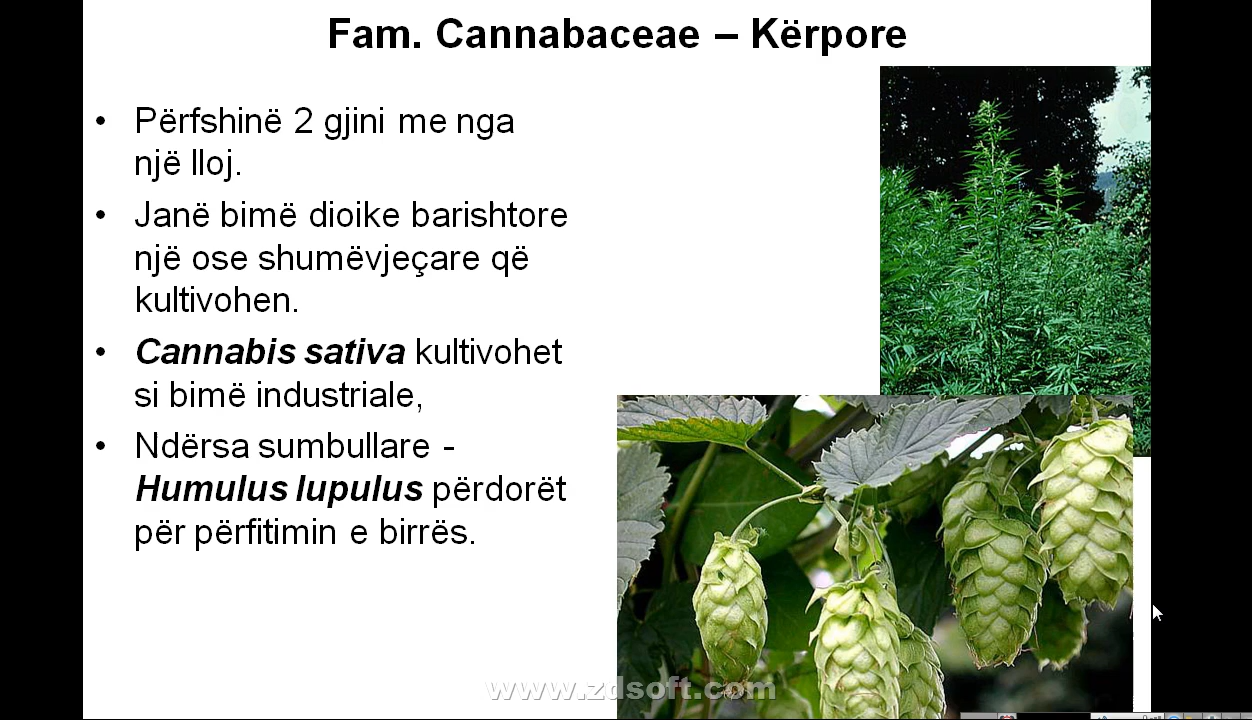 Fam. Cannabaceae – Kërpore
• Përfshinë 2 gjini me nga
një lloj.
• Janë bimë dioike barishtore
një ose shumëvjeçare që
kultivohen.
• Cannabis sativa kultivohet
si bimë industriale,
• Ndërsa sumbullare -
Humulus lupulus përdorët
për përfitimin e birrës.
www.zdsoft.com